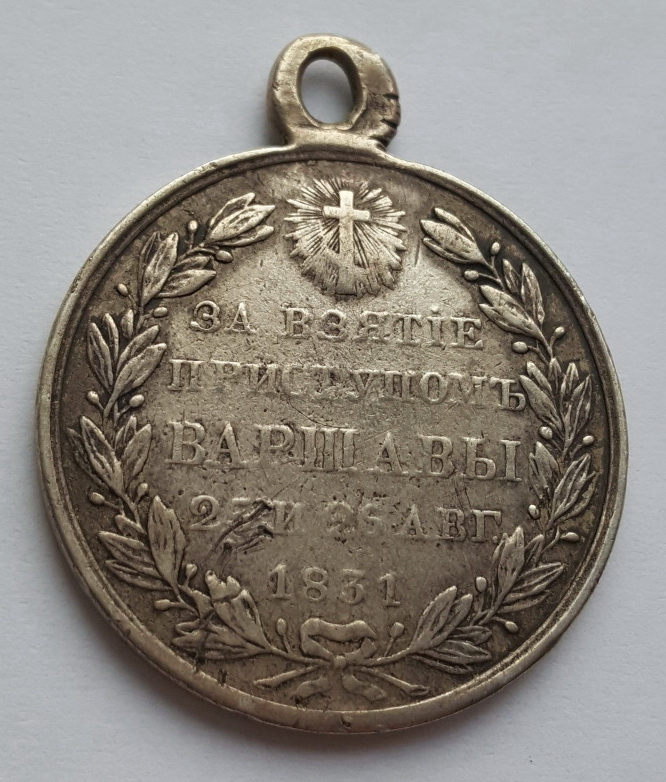 ЗА ВЗЯТІЕ
ПРИСТУПОМЪ
ВАРШАВЫ
25 И 26 АВГ.
1831